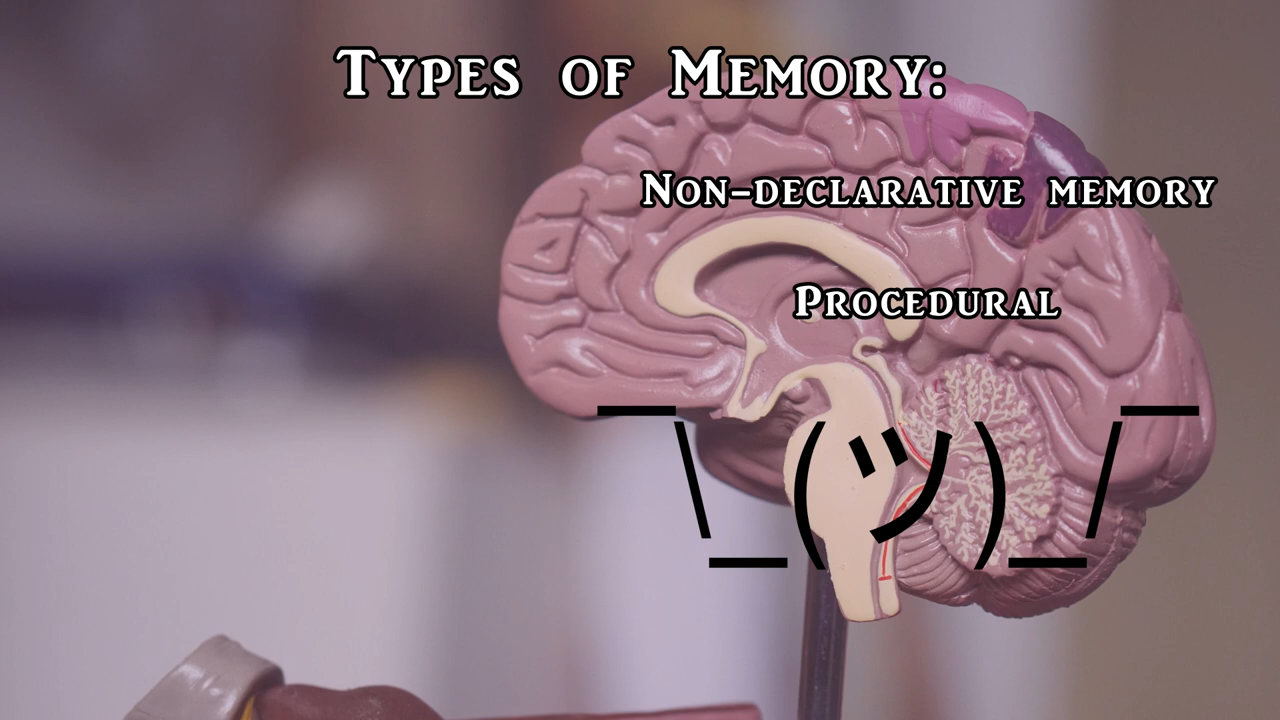 Types of Memory:
Non-declarative memory
Procedural
¯\_(ツ)_/¯